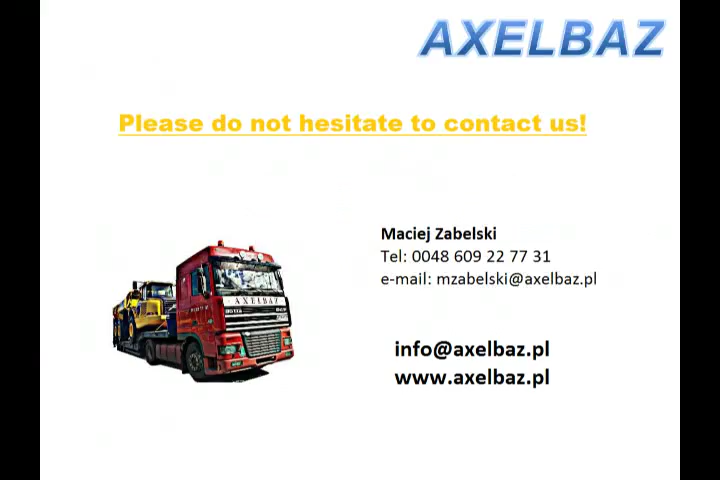 AXELBAZ
Please do not hesitate to contact us!
Maciej Zabelski
Tel: 0048 609 22 77 31
e-mail: mzabelski@axelbaz.pl
AXELBAZ
info@axelbaz.pl
www.axelbaz.pl